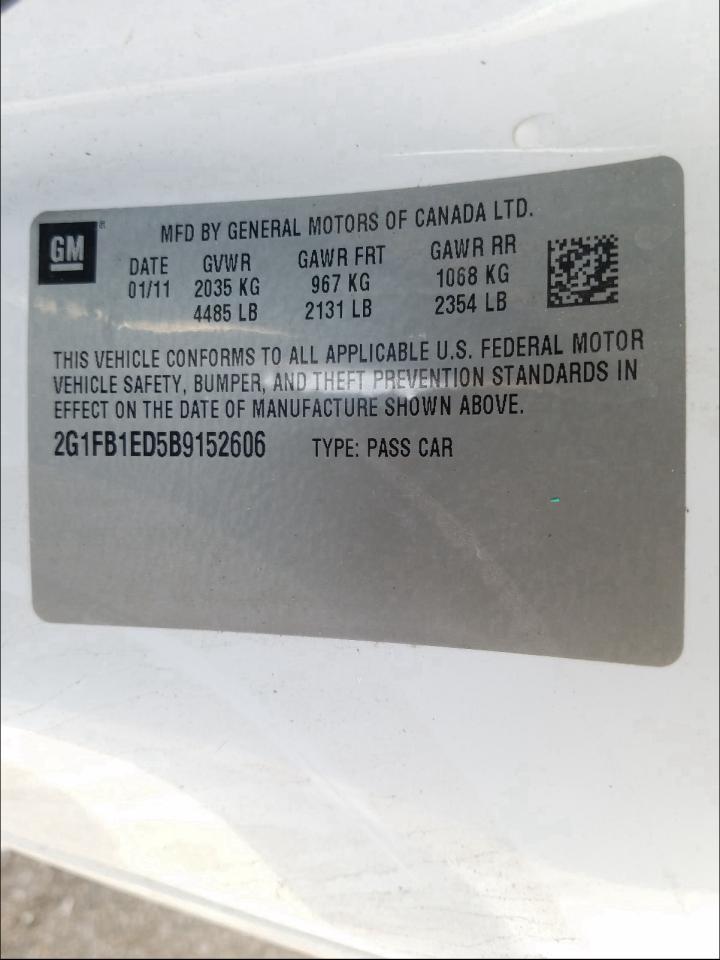 GM ®
MFD BY GENERAL MOTORS OF CANADA LTD.
DATE GVWR GAWR FRT GAWR RR
01/11 2035 KG 967 KG 1068 KG
4485 LB 2131 LB 2354 LB
THIS VEHICLE CONFORMS TO ALL APPLICABLE U.S. FEDERAL MOTOR
VEHICLE SAFETY, BUMPER, AND THEFT PREVENTION STANDARDS IN
EFFECT ON THE DATE OF MANUFACTURE SHOWN ABOVE.
2G1FB1ED5B9152606 TYPE: PASS CAR